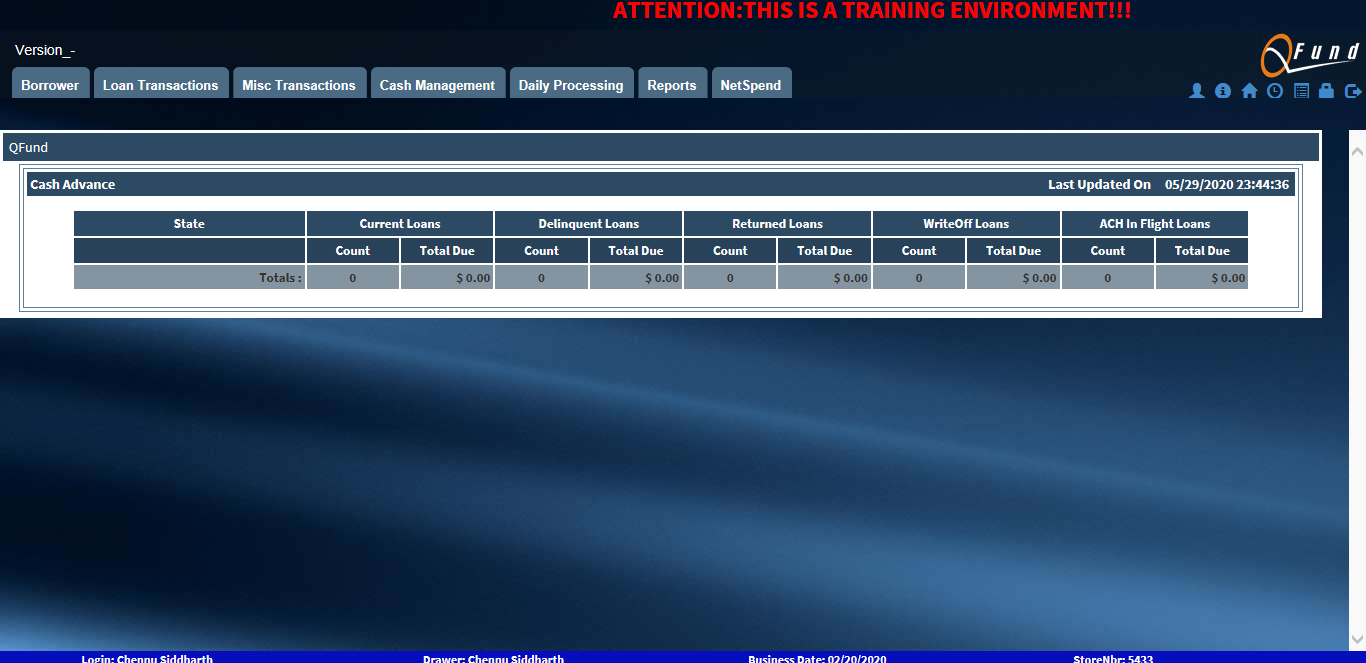 ATTENTION:THIS IS A TRAINING ENVIRONMENT!!!
Version_-
QFund
Borrower Loan Transactions Misc Transactions Cash Management Daily Processing Reports NetSpend
QFund
Cash Advance Last Updated On 05/29/2020 23:44:36
State Current Loans Delinquent Loans Returned Loans WriteOff Loans ACH In Flight Loans
Count Total Due Count Total Due Count Total Due Count Total Due Count Total Due
Totals : 0 $ 0.00 0 $ 0.00 0 $ 0.00 0 $ 0.00 0 $ 0.00
Login: Chennu Siddharth Drawer: Chennu Siddharth Business Date: 02/20/2020 StoreNbr: 5433